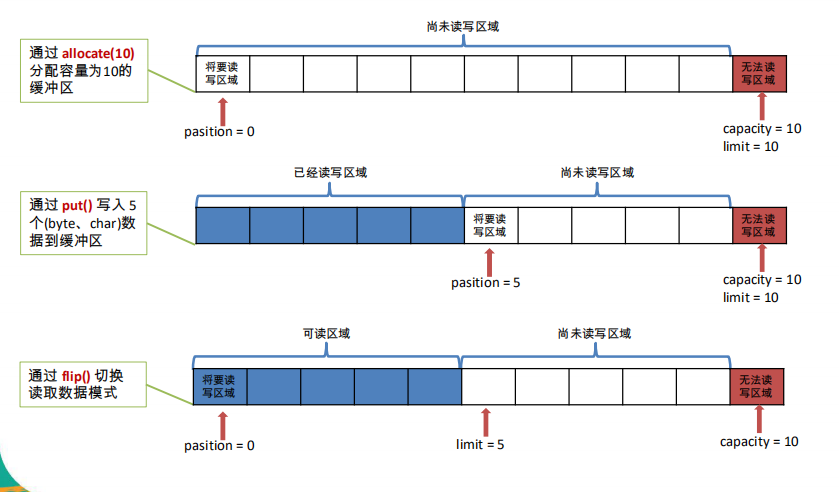 尚未读写区域
通过 allocate(10)
分配容量为10的
缓冲区
将要读
写区域
无法读
写区域
pasition = 0
capacity = 10
limit = 10
已经读写区域
尚未读写区域
通过 put() 写入 5
个(byte、char)数
据到缓冲区
将要读
写区域
无法读
写区域
pasition = 5
capacity = 10
limit = 10
可读区域
尚未读写区域
通过 flip() 切换
读取数据模式
将要读
写区域
无法读
写区域
pasition = 0
limit = 5
capacity = 10